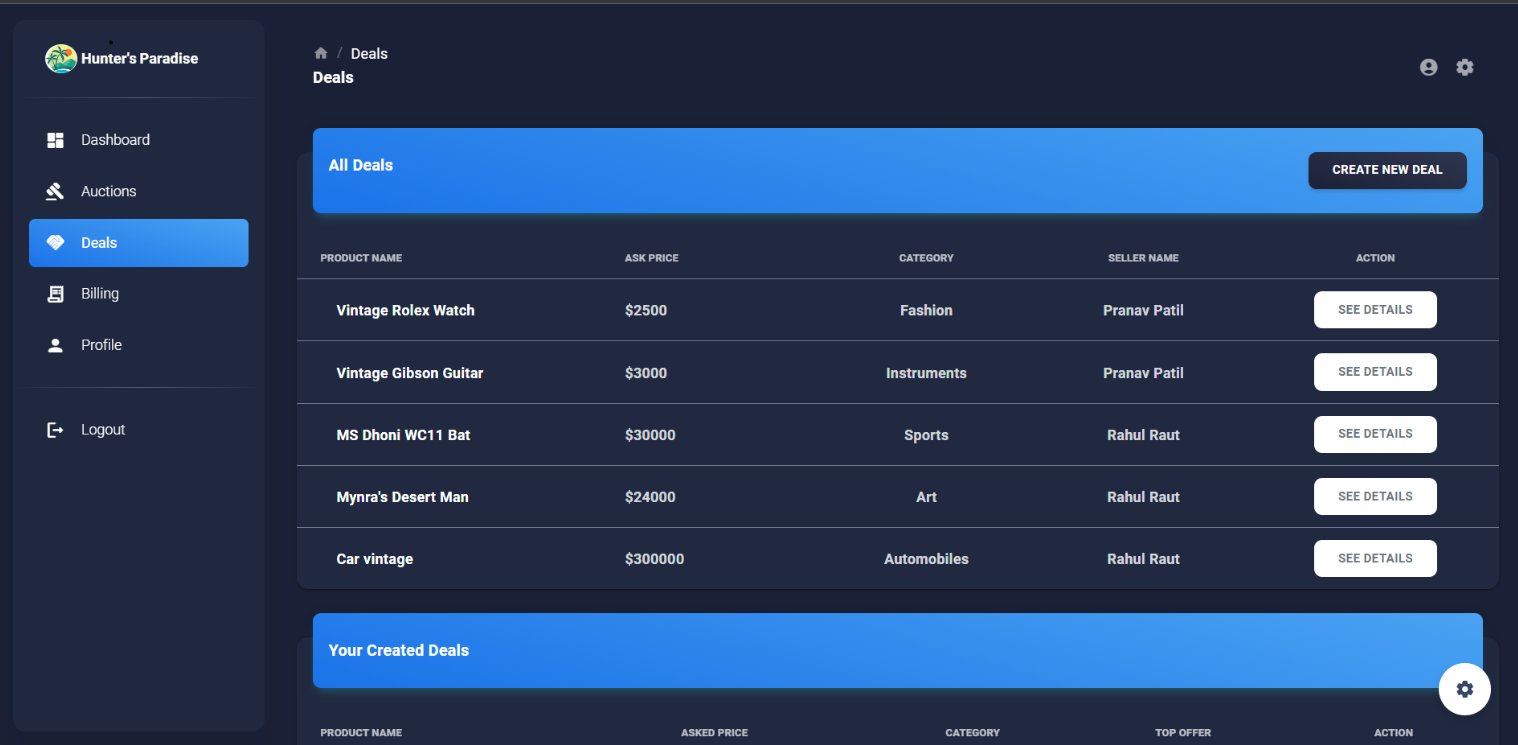 Hunter's Paradise
Dashboard
Auctions
Deals
Billing
Profile
Logout
/ Deals
Deals
All Deals
CREATE NEW DEAL
PRODUCT NAME ASK PRICE CATEGORY SELLER NAME ACTION
Vintage Rolex Watch $2500 Fashion Pranav Patil SEE DETAILS
Vintage Gibson Guitar $3000 Instruments Pranav Patil SEE DETAILS
MS Dhoni WC11 Bat $30000 Sports Rahul Raut SEE DETAILS
Mynra's Desert Man $24000 Art Rahul Raut SEE DETAILS
Car vintage $300000 Automobiles Rahul Raut SEE DETAILS
Your Created Deals
PRODUCT NAME ASKED PRICE CATEGORY TOP OFFER ACTION